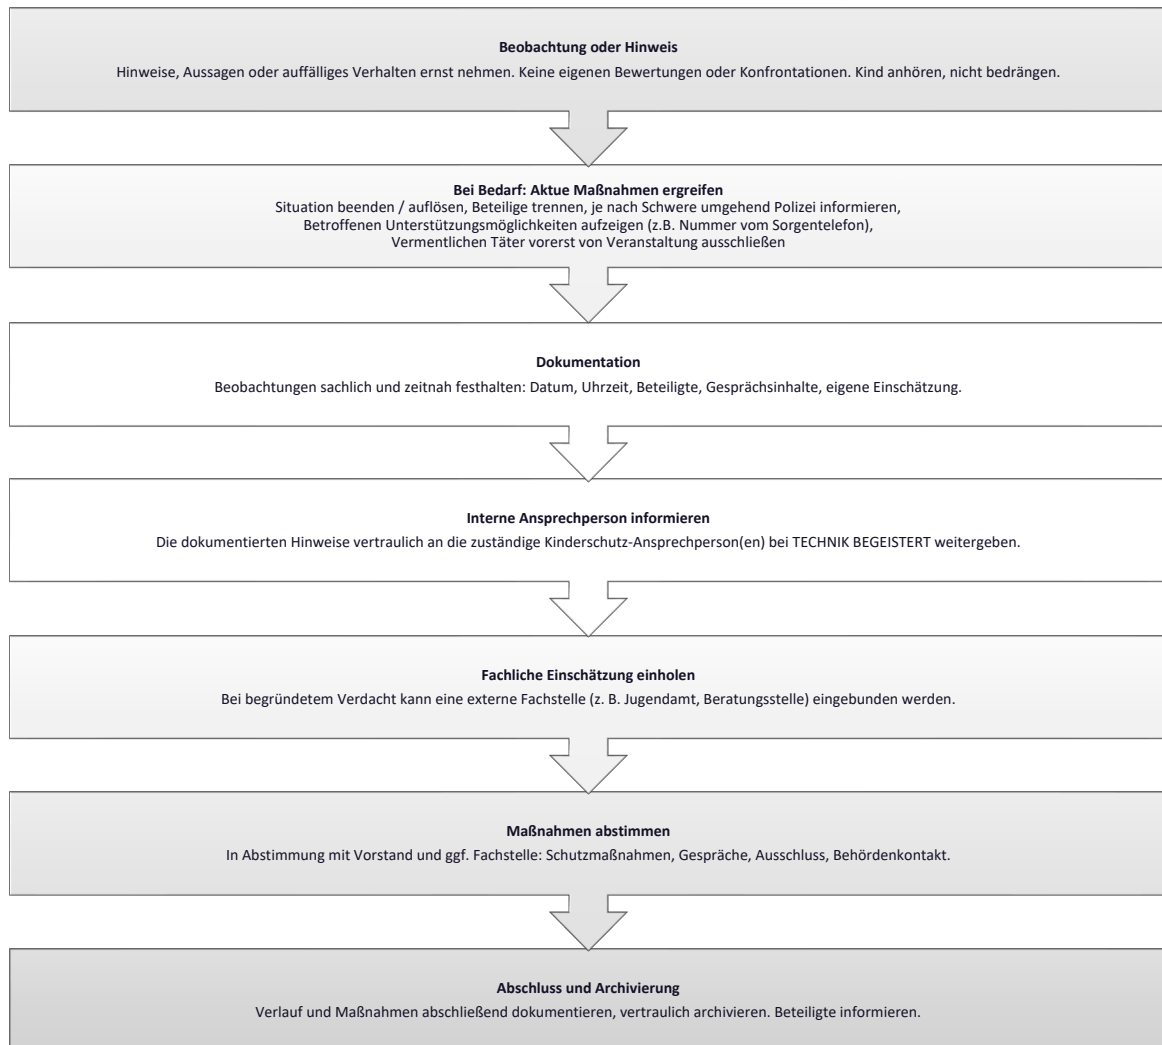 Beobachtung oder Hinweis
Hinweise, Aussagen oder auffälliges Verhalten ernst nehmen. Keine eigenen Bewertungen oder Konfrontationen. Kind anhören, nicht bedrängen.
Bei Bedarf: Aktue Maßnahmen ergreifen
Situation beenden / auflösen, Beteilige trennen, je nach Schwere umgehend Polizei informieren,
Betroffenen Unterstützungsmöglichkeiten aufzeigen (z.B. Nummer vom Sorgentelefon),
Vermentlichen Täter vorerst von Veranstaltung ausschließen
Dokumentation
Beobachtungen sachlich und zeitnah festhalten: Datum, Uhrzeit, Beteiligte, Gesprächsinhalte, eigene Einschätzung.
Interne Ansprechperson informieren
Die dokumentierten Hinweise vertraulich an die zuständige Kinderschutz-Ansprechperson(en) bei TECHNIK BEGEISTERT weitergeben.
Fachliche Einschätzung einholen
Bei begründetem Verdacht kann eine externe Fachstelle (z. B. Jugendamt, Beratungsstelle) eingebunden werden.
Maßnahmen abstimmen
In Abstimmung mit Vorstand und ggf. Fachstelle: Schutzmaßnahmen, Gespräche, Ausschluss, Behördenkontakt.
Abschluss und Archivierung
Verlauf und Maßnahmen abschließend dokumentieren, vertraulich archivieren. Beteiligte informieren.